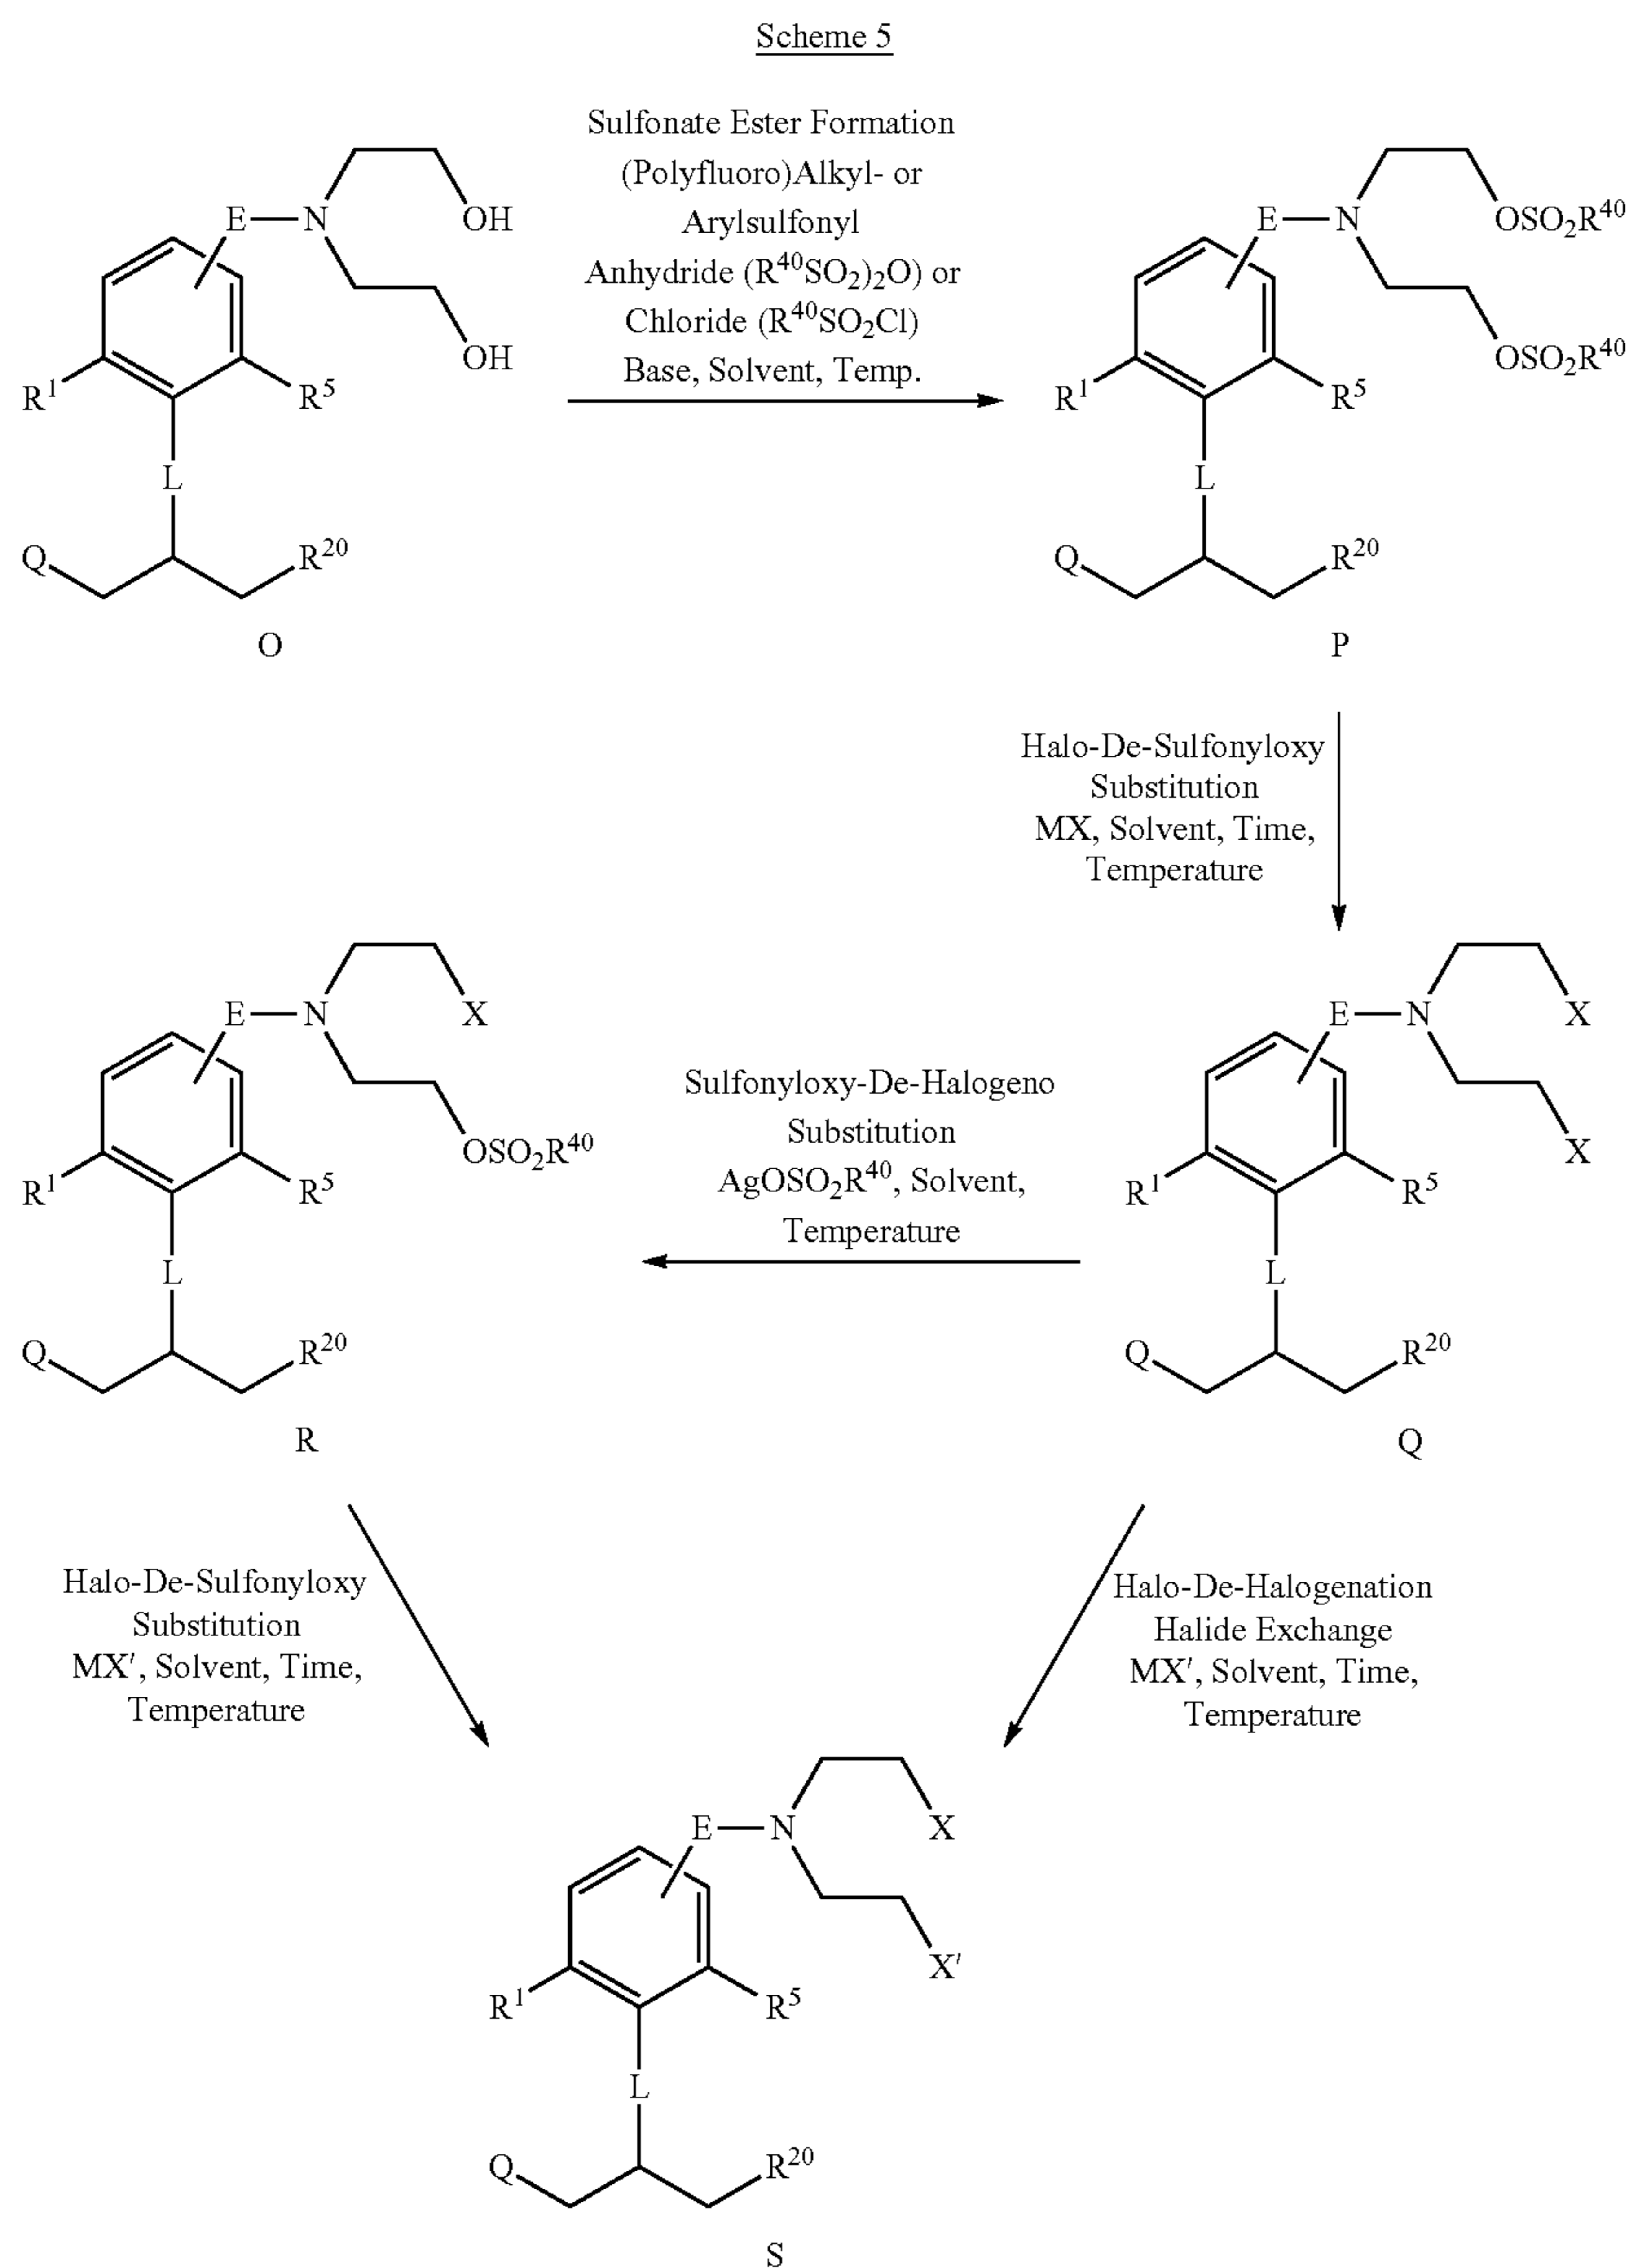 Scheme 5
Sulfonate Ester Formation
(Polyfluoro)Alkyl- or
Arylsulfonyl
Anhydride (R⁴⁰SO₂)₂O) or
Chloride (R⁴⁰SO₂Cl)
Base, Solvent, Temp.
E N OH
OH
R¹ R⁵
L
Q R²⁰
O
E N OSO₂R⁴⁰
OSO₂R⁴⁰
R¹ R⁵
L
Q R²⁰
P
Halo-De-Sulfonyloxy
Substitution
MX, Solvent, Time,
Temperature
E N X
X
R¹ R⁵
L
Q R²⁰
Q
Sulfonyloxy-De-Halogeno
Substitution
AgOSO₂R⁴⁰, Solvent,
Temperature
E N X
OSO₂R⁴⁰
R¹ R⁵
L
Q R²⁰
R
Halo-De-Sulfonyloxy
Substitution
MX′, Solvent, Time,
Temperature
Halo-De-Halogenation
Halide Exchange
MX′, Solvent, Time,
Temperature
E N X
X′
R¹ R⁵
L
Q R²⁰
S